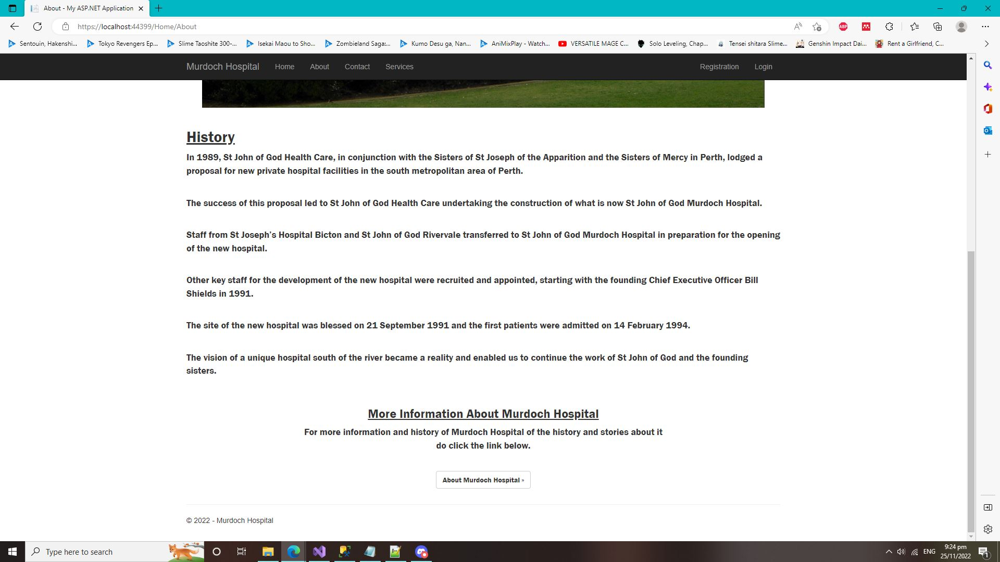 About - My ASP.NET Application
https://localhost:44399/Home/About
Sentouin, Hakenshi... Tokyo Revengers Ep... Slime Taoshite 300-... Isekai Maou to Sho... Zombieland Saga:... Kumo Desu ga, Nan... AniMixPlay - Watch... VERSATILE MAGE C... Solo Leveling, Chap... Tensei shitara Slime... Genshin Impact Dai... Rent a Girlfriend, C...
Murdoch Hospital Home About Contact Services Registration Login
History
In 1989, St John of God Health Care, in conjunction with the Sisters of St Joseph of the Apparition and the Sisters of Mercy in Perth, lodged a
proposal for new private hospital facilities in the south metropolitan area of Perth.
The success of this proposal led to St John of God Health Care undertaking the construction of what is now St John of God Murdoch Hospital.
Staff from St Joseph’s Hospital Bicton and St John of God Rivervale transferred to St John of God Murdoch Hospital in preparation for the opening
of the new hospital.
Other key staff for the development of the new hospital were recruited and appointed, starting with the founding Chief Executive Officer Bill
Shields in 1991.
The site of the new hospital was blessed on 21 September 1991 and the first patients were admitted on 14 February 1994.
The vision of a unique hospital south of the river became a reality and enabled us to continue the work of St John of God and the founding
sisters.
More Information About Murdoch Hospital
For more information and history of Murdoch Hospital of the history and stories about it
do click the link below.
About Murdoch Hospital »
© 2022 - Murdoch Hospital
Type here to search
ENG
9:24 pm
25/11/2022
1
ABP